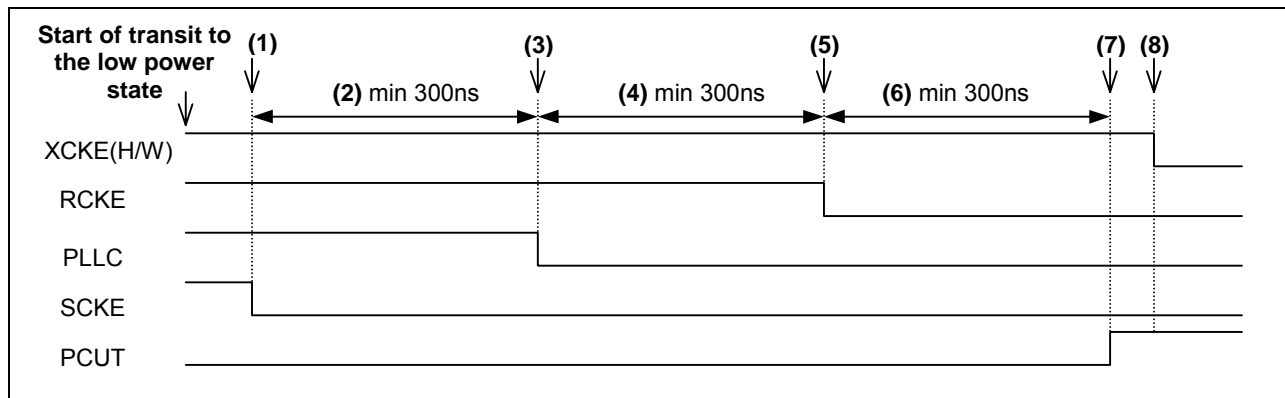 Start of transit to
the low power
state
(1)
(3)
(5)
(7)
(8)
(2) min 300ns
(4) min 300ns
(6) min 300ns
XCKE(H/W)
RCKE
PLLC
SCKE
PCUT